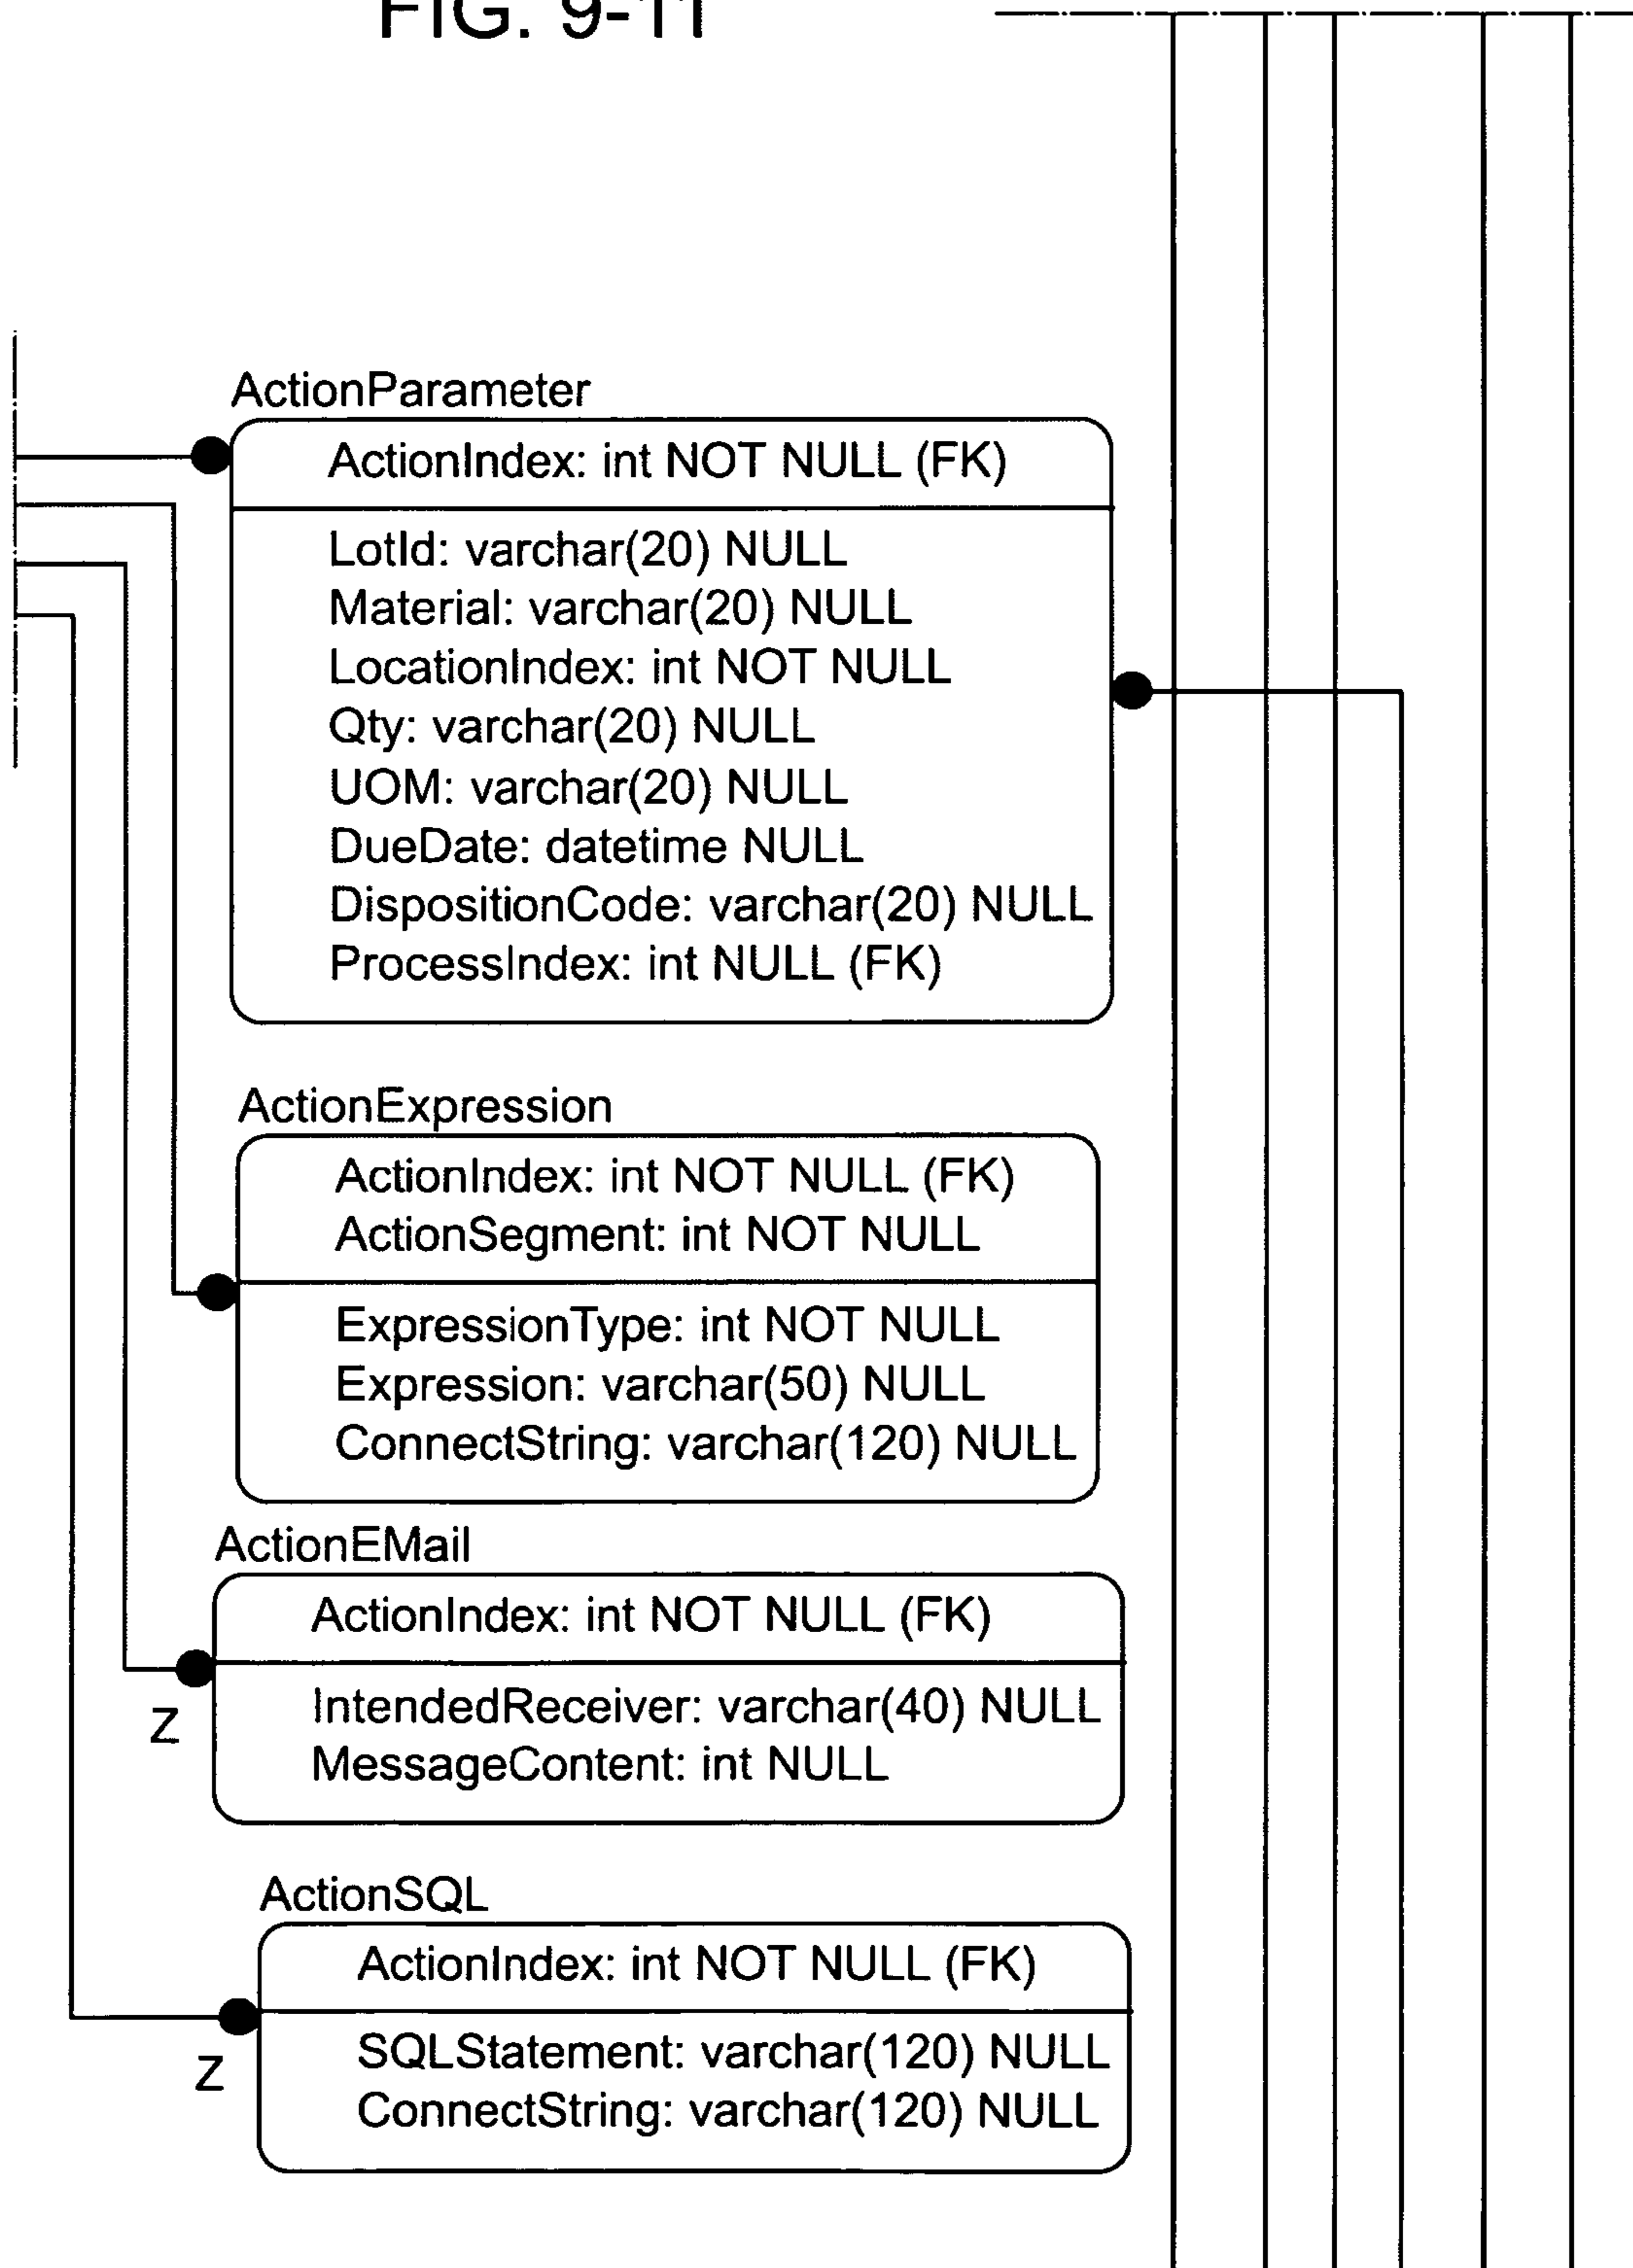 FIG. 9-11
ActionParameter
ActionIndex: int NOT NULL (FK)
LotId: varchar(20) NULL
Material: varchar(20) NULL
LocationIndex: int NOT NULL
Qty: varchar(20) NULL
UOM: varchar(20) NULL
DueDate: datetime NULL
DispositionCode: varchar(20) NULL
ProcessIndex: int NULL (FK)
ActionExpression
ActionIndex: int NOT NULL (FK)
ActionSegment: int NOT NULL
ExpressionType: int NOT NULL
Expression: varchar(50) NULL
ConnectString: varchar(120) NULL
ActionEMail
ActionIndex: int NOT NULL (FK)
IntendedReceiver: varchar(40) NULL
Z
MessageContent: int NULL
ActionSQL
ActionIndex: int NOT NULL (FK)
SQLStatement: varchar(120) NULL
Z
ConnectString: varchar(120) NULL